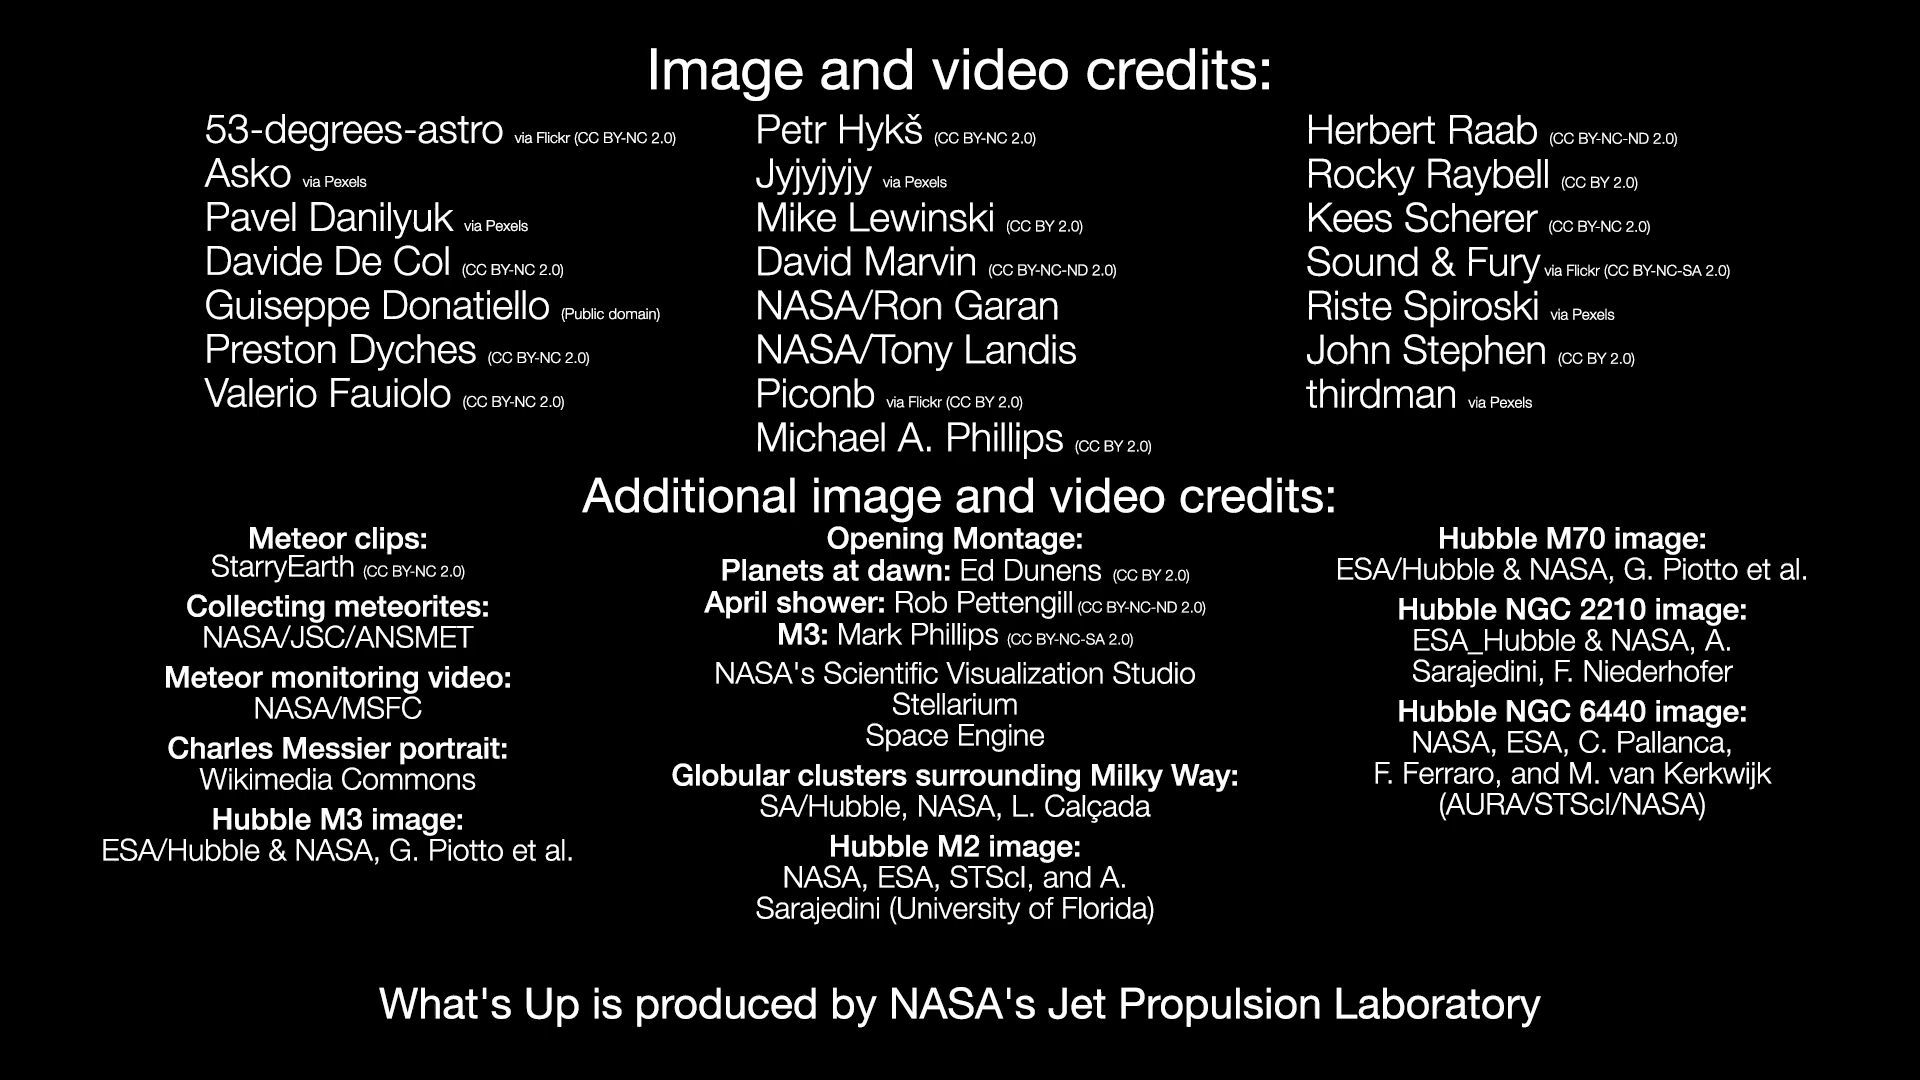 Image and video credits:
53-degrees-astro via Flickr (CC BY-NC 2.0)
Asko via Pexels
Pavel Danilyuk via Pexels
Davide De Col (CC BY-NC 2.0)
Guiseppe Donatiello (Public domain)
Preston Dyches (CC BY-NC 2.0)
Valerio Fauiolo (CC BY-NC 2.0)
Petr Hykš (CC BY-NC 2.0)
Jyjyjyjy via Pexels
Mike Lewinski (CC BY 2.0)
David Marvin (CC BY-NC-ND 2.0)
NASA/Ron Garan
NASA/Tony Landis
Piconb via Flickr (CC BY 2.0)
Michael A. Phillips (CC BY 2.0)
Herbert Raab (CC BY-NC-ND 2.0)
Rocky Raybell (CC BY 2.0)
Kees Scherer (CC BY-NC 2.0)
Sound & Fury via Flickr (CC BY-NC-SA 2.0)
Riste Spiroski via Pexels
John Stephen (CC BY 2.0)
thirdman via Pexels
Additional image and video credits:
Meteor clips:
StarryEarth (CC BY-NC 2.0)
Collecting meteorites:
NASA/JSC/ANSMET
Meteor monitoring video:
NASA/MSFC
Charles Messier portrait:
Wikimedia Commons
Hubble M3 image:
ESA/Hubble & NASA, G. Piotto et al.
Opening Montage:
Planets at dawn: Ed Dunens (CC BY 2.0)
April shower: Rob Pettengill (CC BY-NC-ND 2.0)
M3: Mark Phillips (CC BY-NC-SA 2.0)
NASA's Scientific Visualization Studio
Stellarium
Space Engine
Globular clusters surrounding Milky Way:
SA/Hubble, NASA, L. Calçada
Hubble M2 image:
NASA, ESA, STScI, and A.
Sarajedini (University of Florida)
Hubble M70 image:
ESA/Hubble & NASA, G. Piotto et al.
Hubble NGC 2210 image:
ESA_Hubble & NASA, A.
Sarajedini, F. Niederhofer
Hubble NGC 6440 image:
NASA, ESA, C. Pallanca,
F. Ferraro, and M. van Kerkwijk
(AURA/STScI/NASA)
What's Up is produced by NASA's Jet Propulsion Laboratory